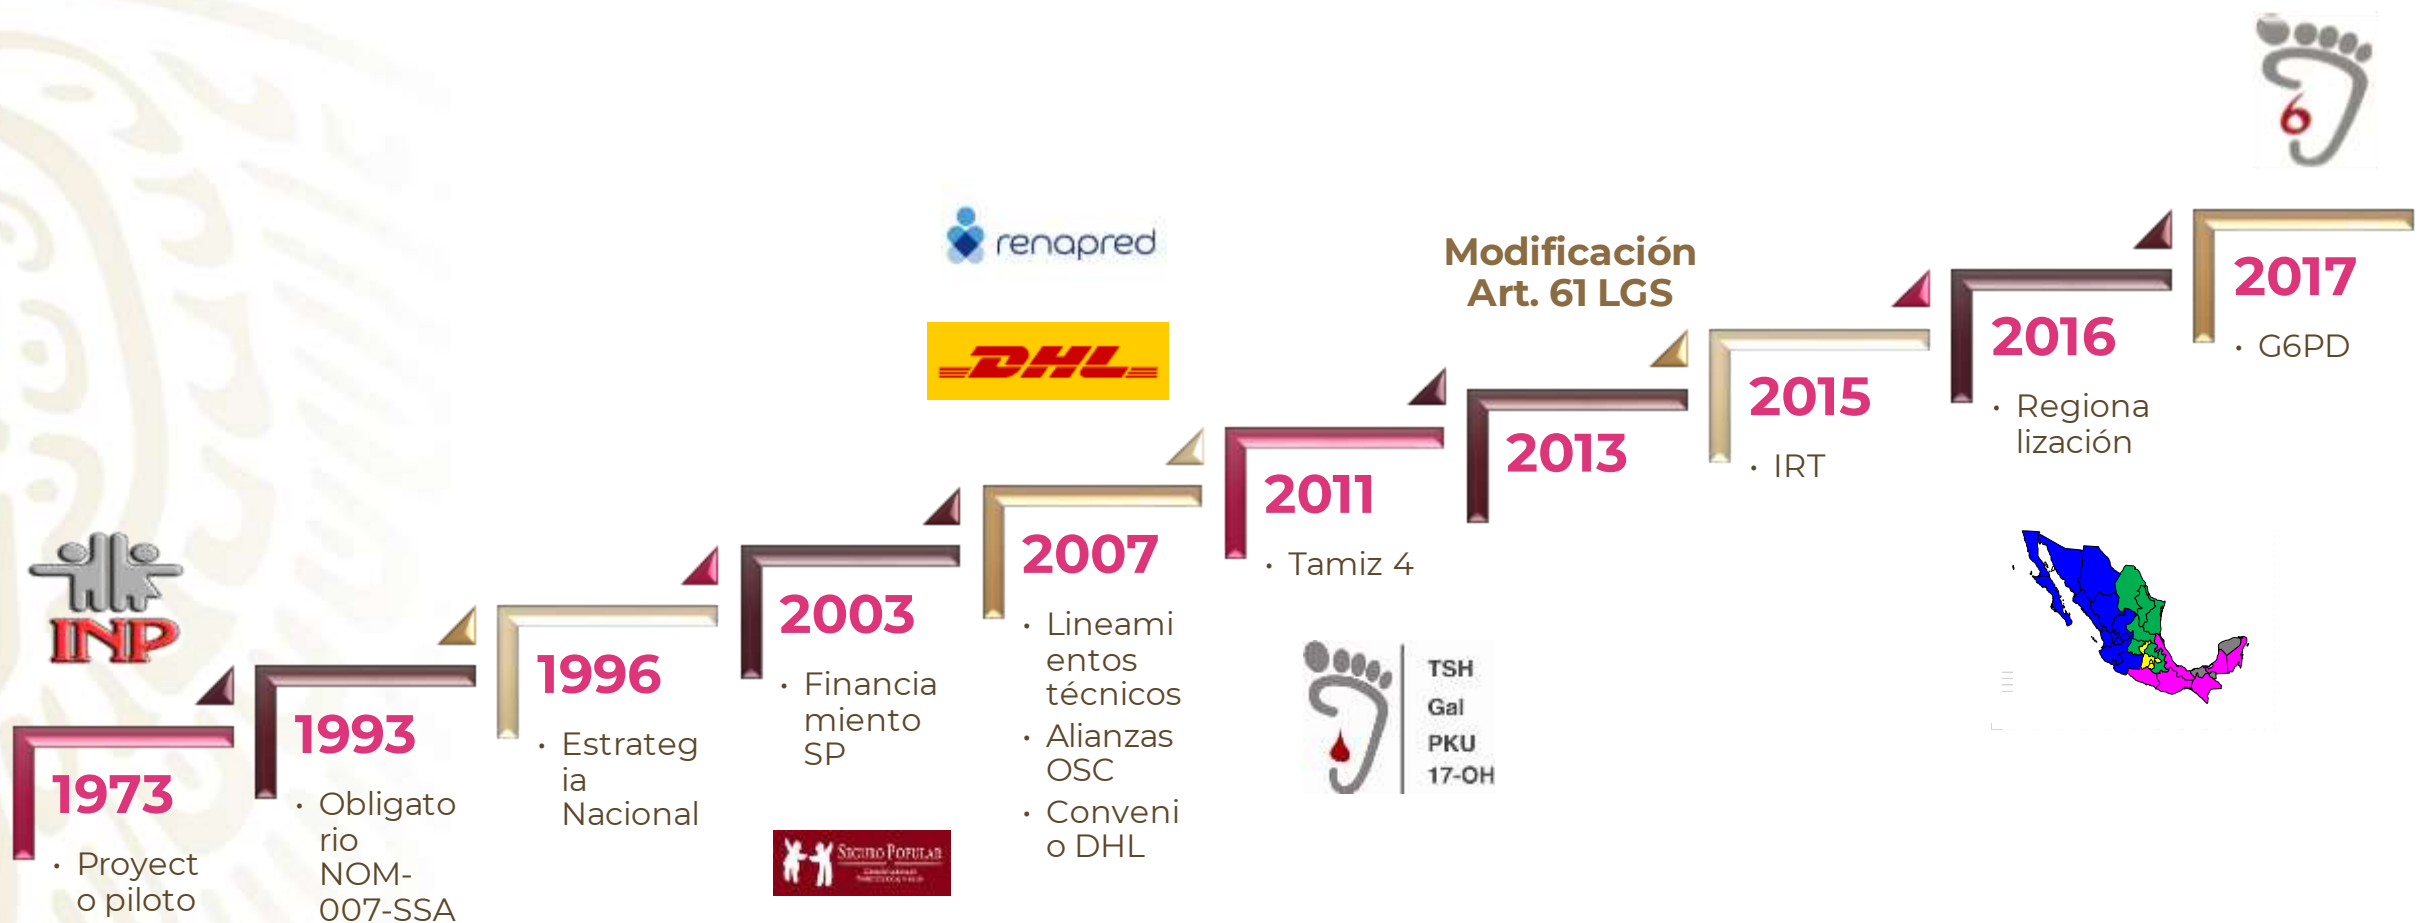 INP
1973
• Proyect
o piloto
1993
• Obligato
rio
NOM-
007-SSA
1996
• Estrateg
ia
Nacional
2003
• Financia
miento
SP
SEGURO POPULAR
renapred
DHL
2007
• Lineami
entos
técnicos
• Alianzas
OSC
• Conveni
o DHL
2011
• Tamiz 4
TSH
Gal
PKU
17-OH
Modificación
Art. 61 LGS
2013
2015
• IRT
2016
• Regiona
lización
6
2017
• G6PD